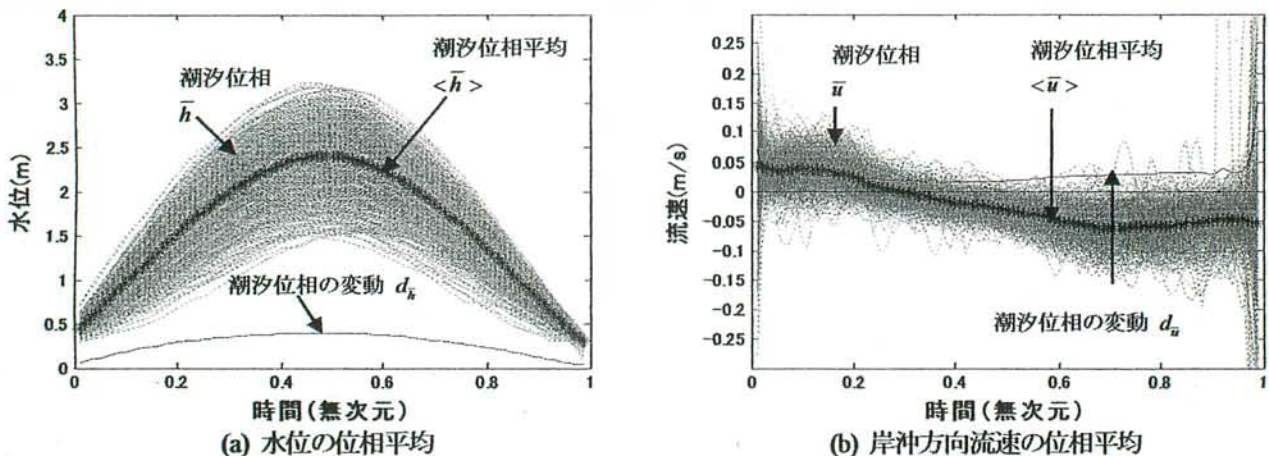 4
3.5
3
2.5
2
1.5
1
0.5
0
水位(m)
潮汐位相
h̅
潮汐位相平均
<h̅>
潮汐位相の変動 d_h̅
0 0.2 0.4 0.6 0.8 1
時間(無次元)
(a) 水位の位相平均
0.25
0.2
0.15
0.1
0.05
0
-0.05
-0.1
-0.15
-0.2
-0.25
流速(m/s)
潮汐位相
u̅
潮汐位相平均
<u̅>
潮汐位相の変動 d_u̅
0 0.2 0.4 0.6 0.8 1
時間(無次元)
(b) 岸沖方向流速の位相平均